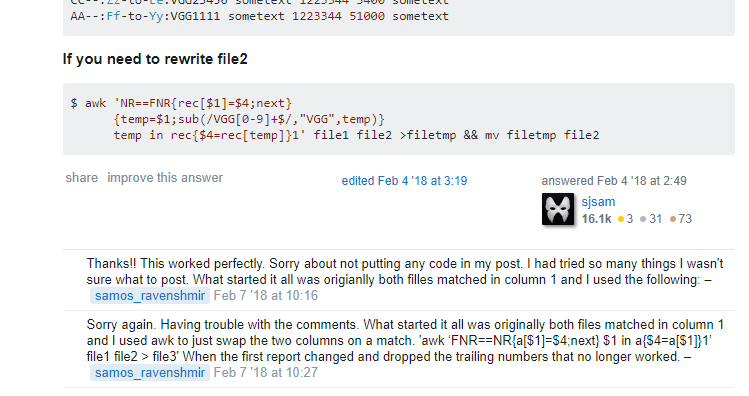 AA--:Ff-to-Yy:VGG1111 sometext 1223344 51000 sometext
If you need to rewrite file2
$ awk 'NR==FNR{rec[$1]=$4;next}
{temp=$1;sub(/VGG[0-9]+$/,"VGG",temp)}
temp in rec{$4=rec[temp]}1' file1 file2 >filetmp && mv filetmp file2
share improve this answer
edited Feb 4 '18 at 3:19
answered Feb 4 '18 at 2:49
sjsam
16.1k 3 31 73
Thanks!! This worked perfectly. Sorry about not putting any code in my post. I had tried so many things I wasn't
sure what to post. What started it all was origianlly both filles matched in column 1 and I used the following: –
samos_ravenshmir Feb 7 '18 at 10:16
Sorry again. Having trouble with the comments. What started it all was originally both files matched in column 1
and I used awk to just swap the two columns on a match. 'awk ‘FNR==NR{a[$1]=$4;next} $1 in a{$4=a[$1]}1’
file1 file2 > file3' When the first report changed and dropped the trailing numbers that no longer worked. –
samos_ravenshmir Feb 7 '18 at 10:27